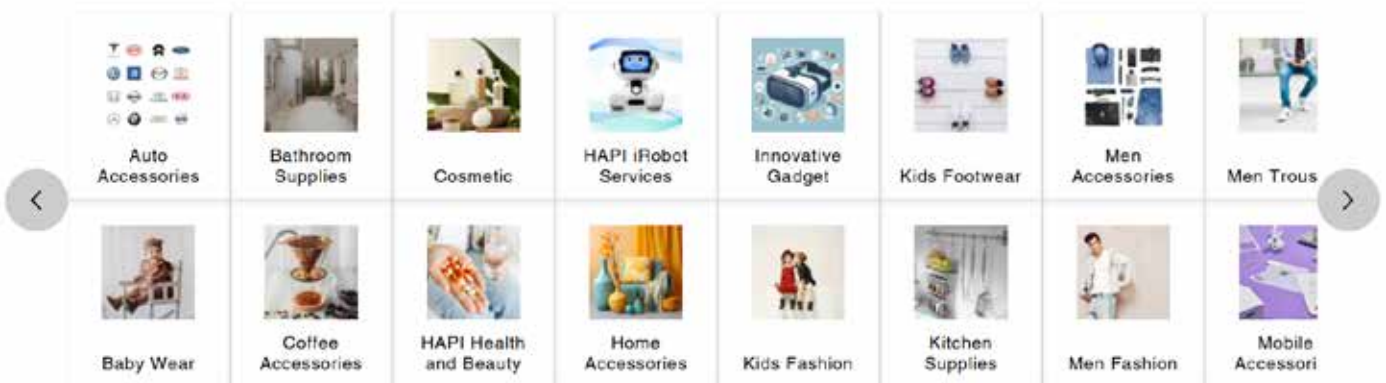 Auto
Accessories
Bathroom
Supplies
Cosmetic
HAPI iRobot
Services
Innovative
Gadget
Kids Footwear
Men
Accessories
Men Trous
Baby Wear
Coffee
Accessories
HAPI Health
and Beauty
Home
Accessories
Kids Fashion
Kitchen
Supplies
Men Fashion
Mobile
Accessori